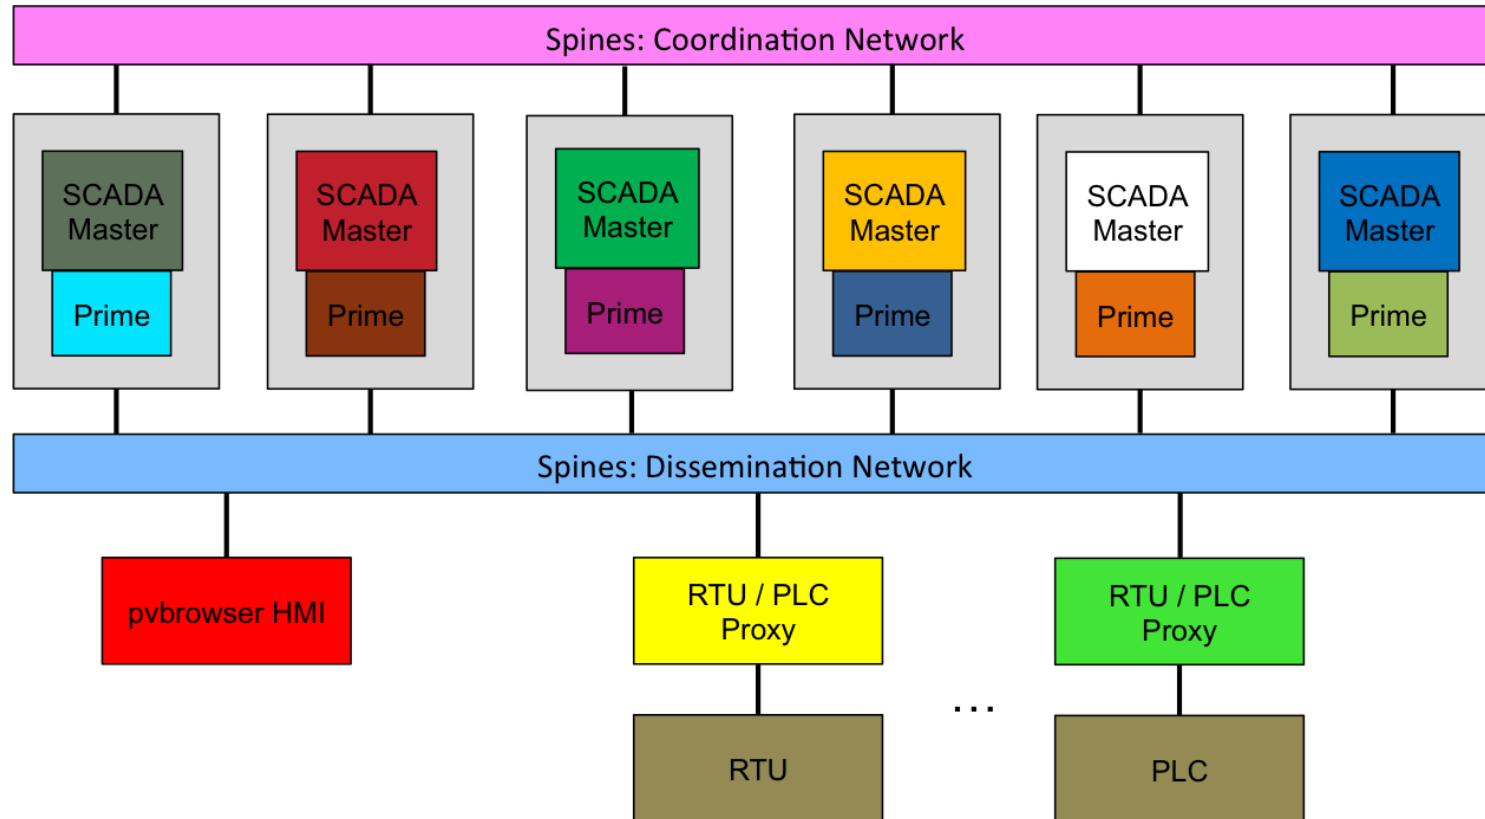 Spines: Coordination Network
SCADA
Master
Prime
SCADA
Master
Prime
SCADA
Master
Prime
SCADA
Master
Prime
SCADA
Master
Prime
SCADA
Master
Prime
Spines: Dissemination Network
pvbrowser HMI
RTU / PLC
Proxy
RTU / PLC
Proxy
RTU
...
PLC